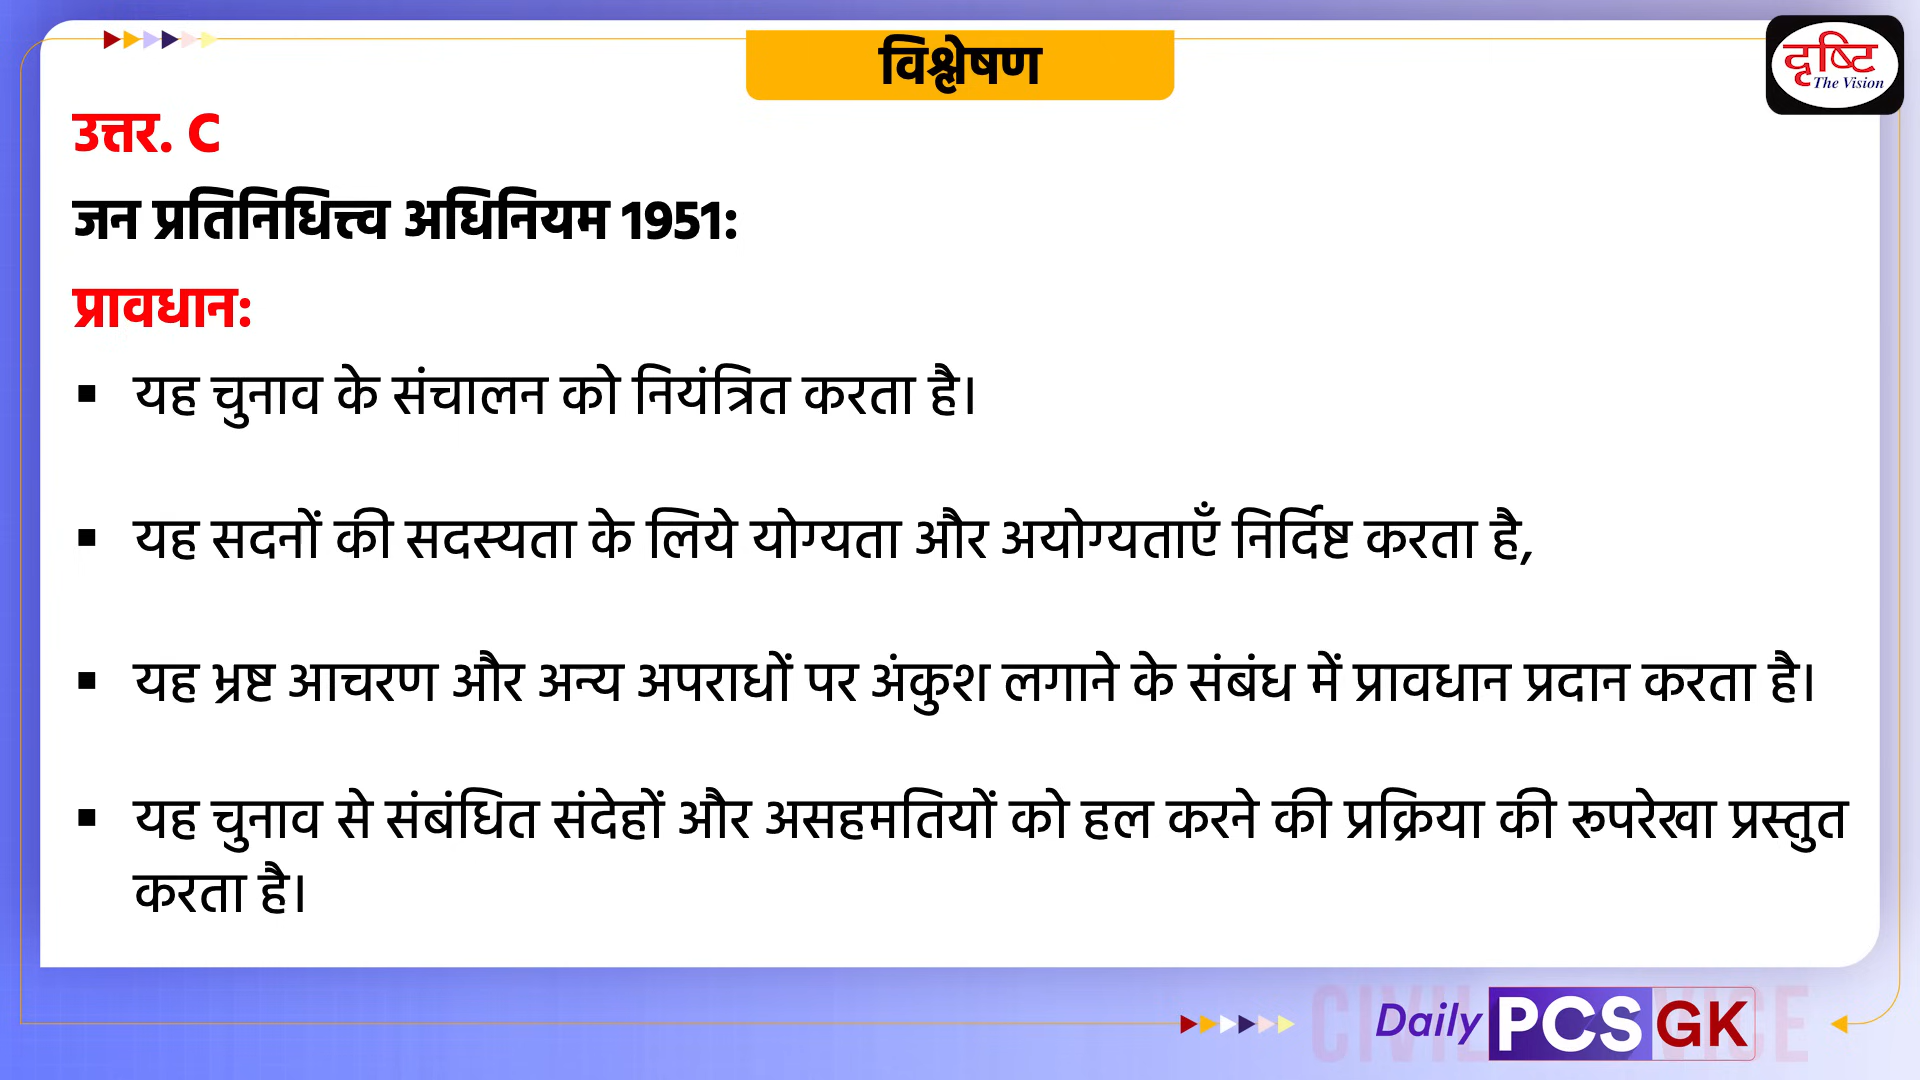 विश्लेषण
दृष्टि
The Vision
उत्तर. C
जन प्रतिनिधित्त्व अधिनियम 1951:
प्रावधान:
▪ यह चुनाव के संचालन को नियंत्रित करता है।
▪ यह सदनों की सदस्यता के लिये योग्यता और अयोग्यताएँ निर्दिष्ट करता है,
▪ यह भ्रष्ट आचरण और अन्य अपराधों पर अंकुश लगाने के संबंध में प्रावधान प्रदान करता है।
▪ यह चुनाव से संबंधित संदेहों और असहमतियों को हल करने की प्रक्रिया की रूपरेखा प्रस्तुत
करता है।
Daily PCS GK